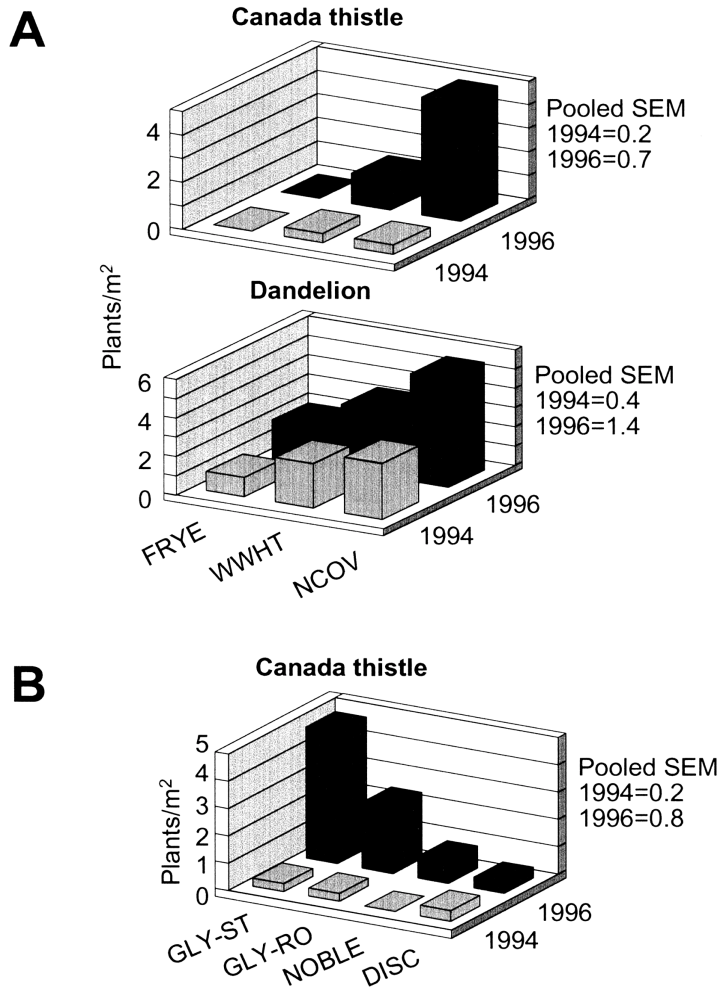 A
Canada thistle
4
2
0
Pooled SEM
1994=0.2
1996=0.7
1996
1994
Plants/m²
Dandelion
6
4
2
0
Pooled SEM
1994=0.4
1996=1.4
1996
1994
FRYE
WWHT
NCOV
B
Canada thistle
Plants/m²
5
4
3
2
1
0
Pooled SEM
1994=0.2
1996=0.8
1996
1994
GLY-ST
GLY-RO
NOBLE
DISC